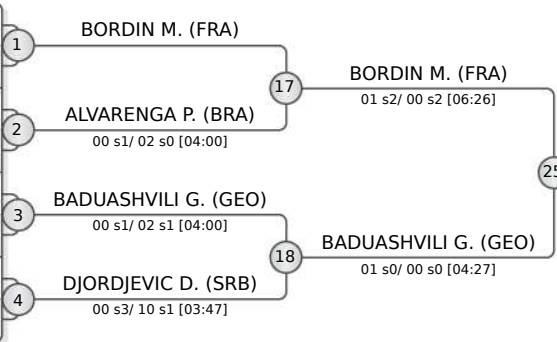 1
BORDIN M. (FRA)
17
BORDIN M. (FRA)
01 s2/ 00 s2 [06:26]
2
ALVARENGA P. (BRA)
00 s1/ 02 s0 [04:00]
25
3
BADUASHVILI G. (GEO)
00 s1/ 02 s1 [04:00]
18
BADUASHVILI G. (GEO)
01 s0/ 00 s0 [04:27]
4
DJORDJEVIC D. (SRB)
00 s3/ 10 s1 [03:47]